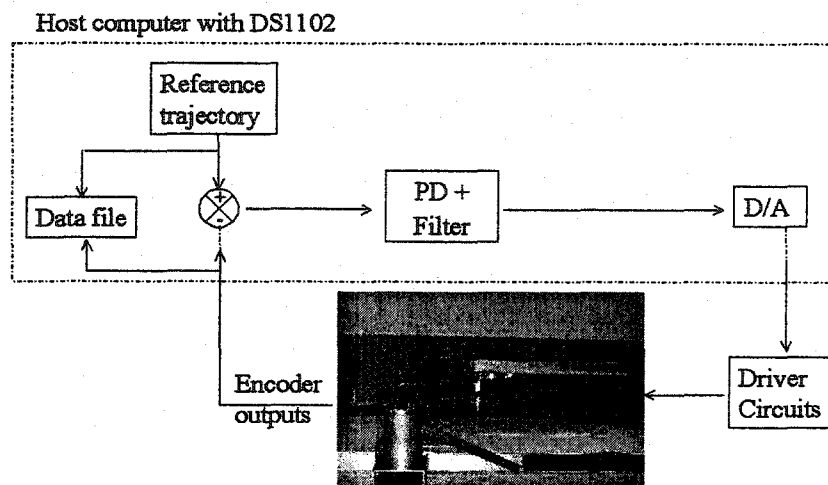 Host computer with DS1102
Reference
trajectory
+
-
Data file
PD +
Filter
D/A
Encoder
outputs
Driver
Circuits